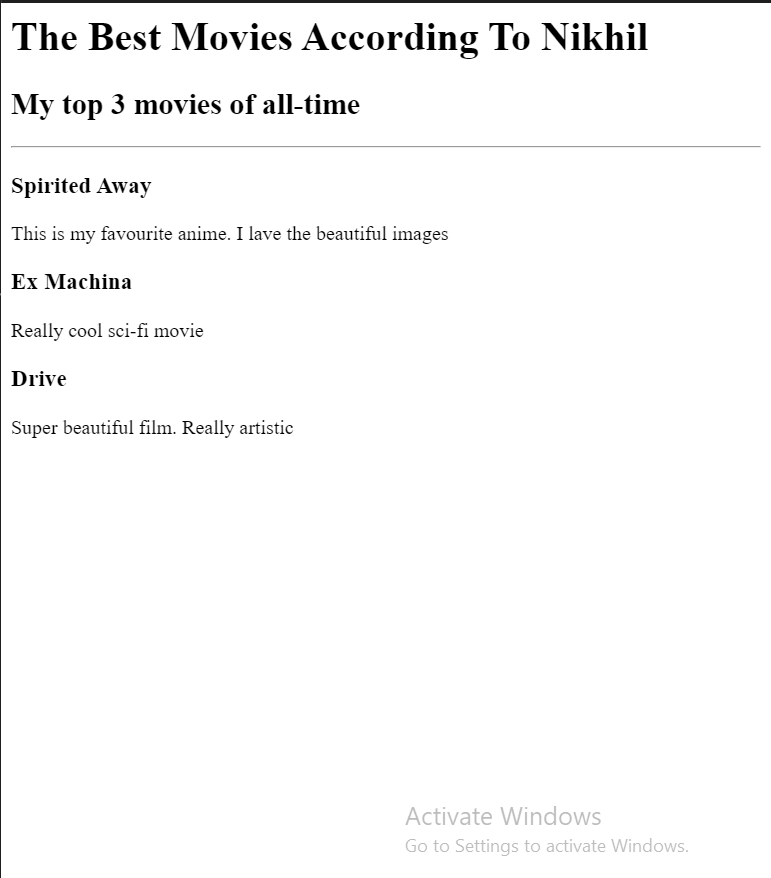 The Best Movies According To Nikhil
My top 3 movies of all-time
Spirited Away
This is my favourite anime. I lave the beautiful images
Ex Machina
Really cool sci-fi movie
Drive
Super beautiful film. Really artistic
Activate Windows
Go to Settings to activate Windows.